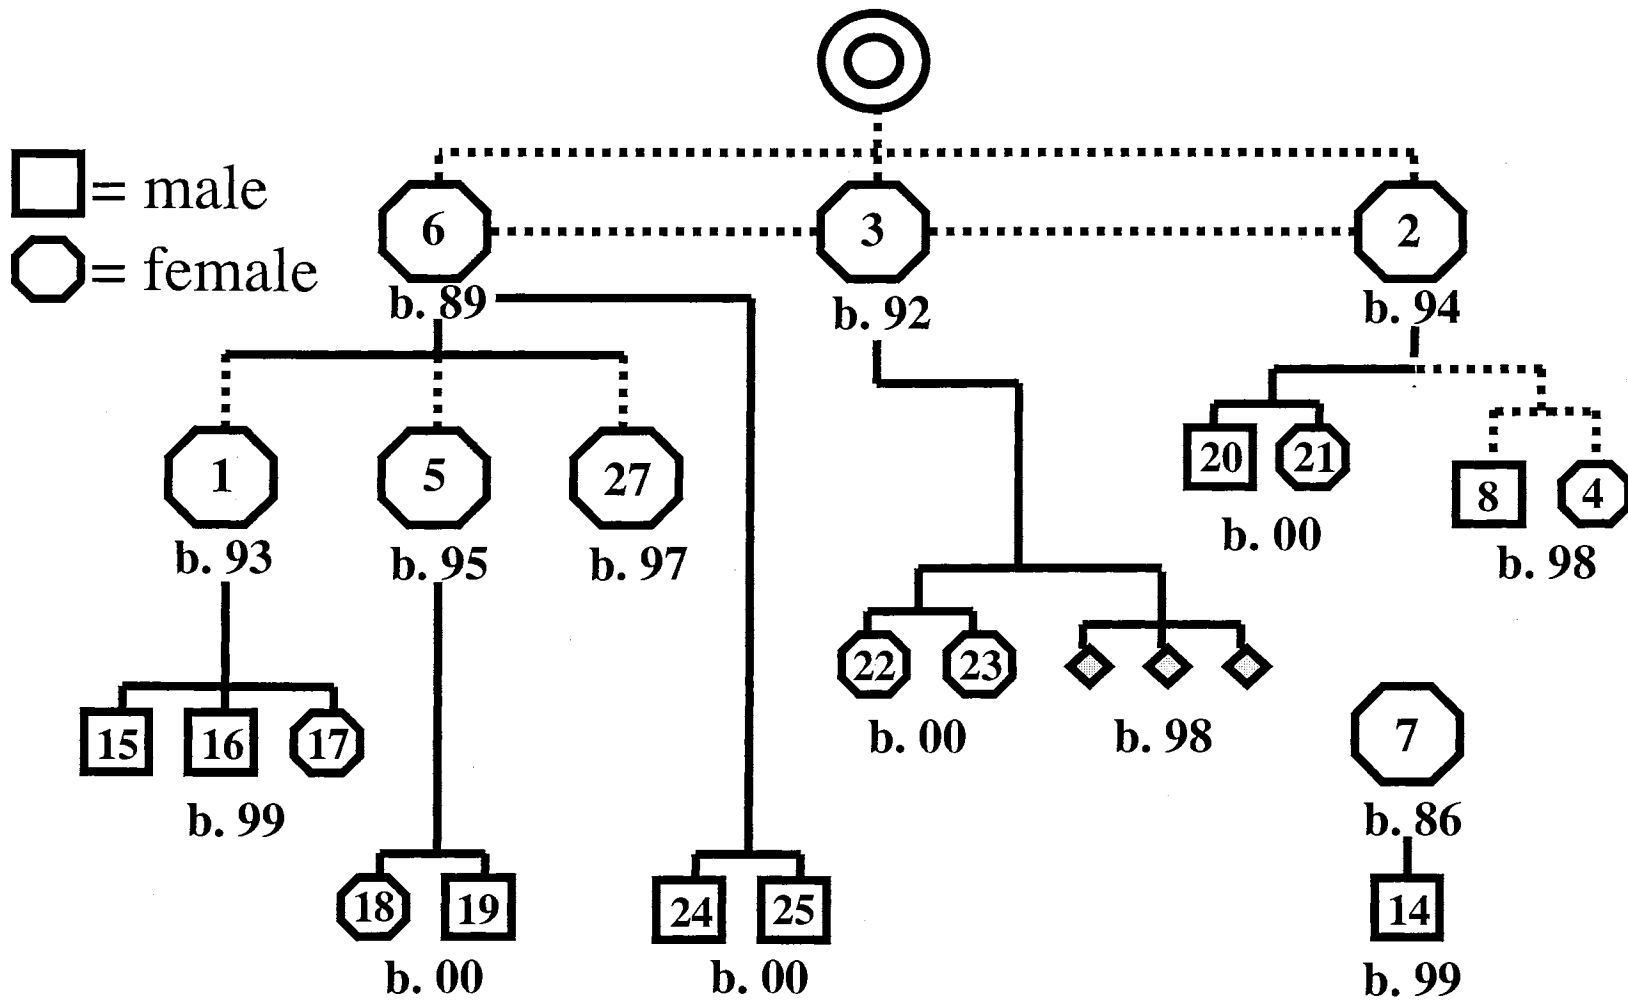 = male
= female
6
3
2
b. 89
b. 92
b. 94
1
5
27
20
21
8
4
b. 93
b. 95
b. 97
b. 00
b. 98
22
23
b. 00
b. 98
15
16
17
7
b. 99
b. 86
18
19
24
25
14
b. 00
b. 00
b. 99